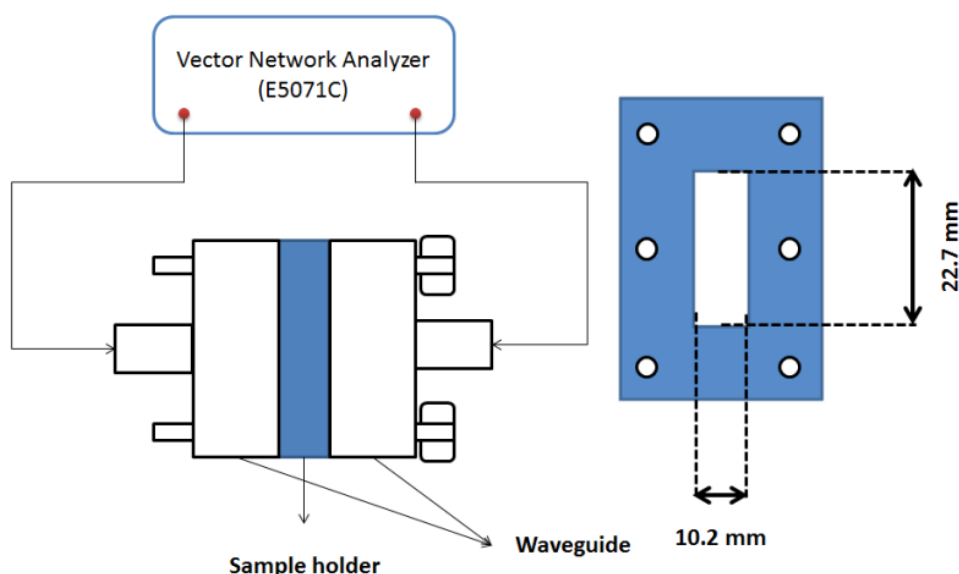 Vector Network Analyzer
(E5071C)
22.7 mm
10.2 mm
Waveguide
Sample holder